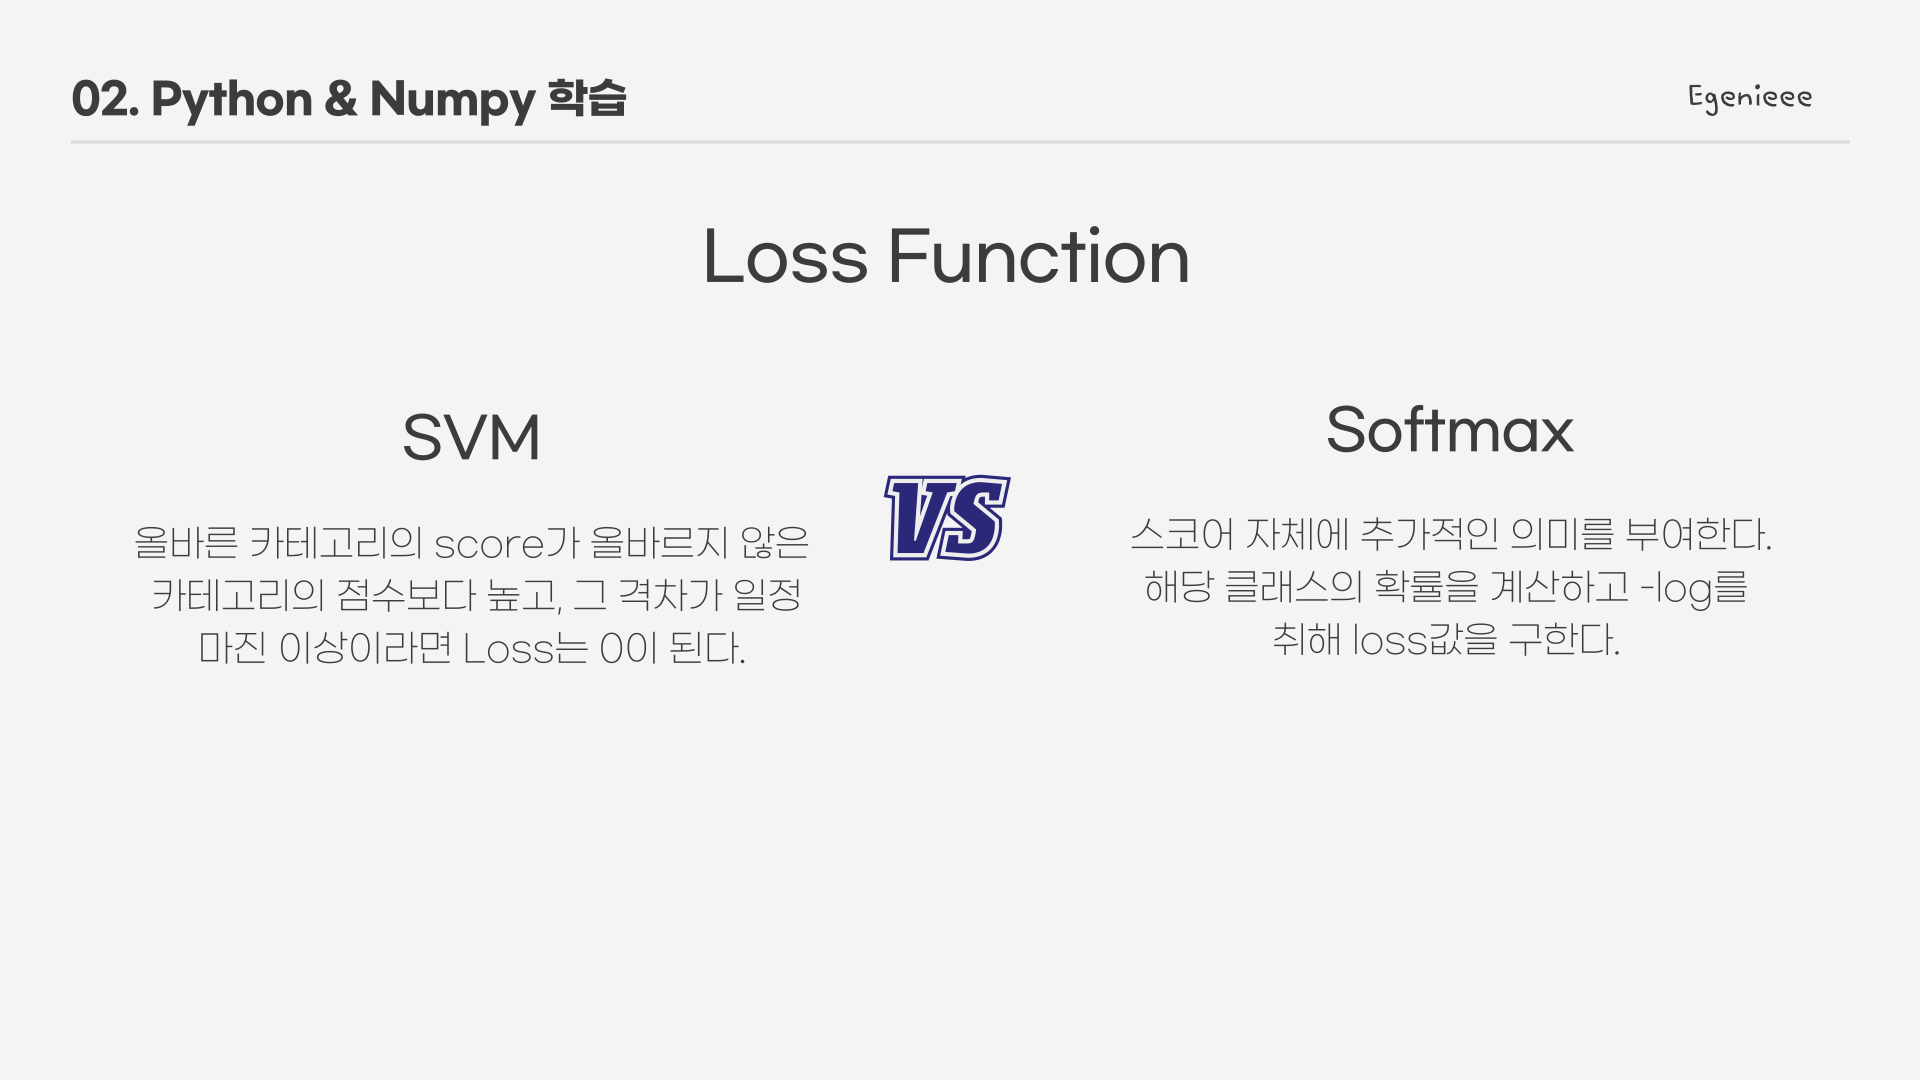 02. Python & Numpy 학습
Egenieee
Loss Function
SVM
올바른 카테고리의 score가 올바르지 않은
카테고리의 점수보다 높고, 그 격차가 일정
마진 이상이라면 Loss는 0이 된다.
VS
Softmax
스코어 자체에 추가적인 의미를 부여한다.
해당 클래스의 확률을 계산하고 -log를
취해 loss값을 구한다.